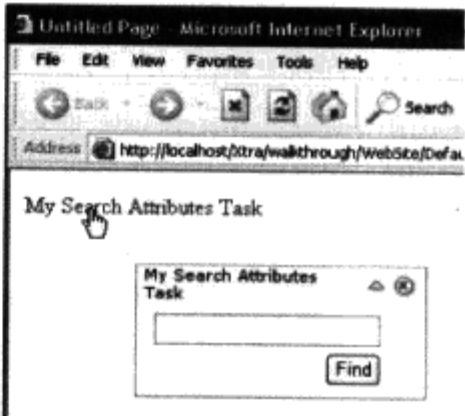 Untitled Page - Microsoft Internet Explorer
File Edit View Favorites Tools Help
Back Search
Address http://localhost/Xtra/walkthrough/WebSite/Defau
My Search Attributes Task
My Search Attributes
Task
Find